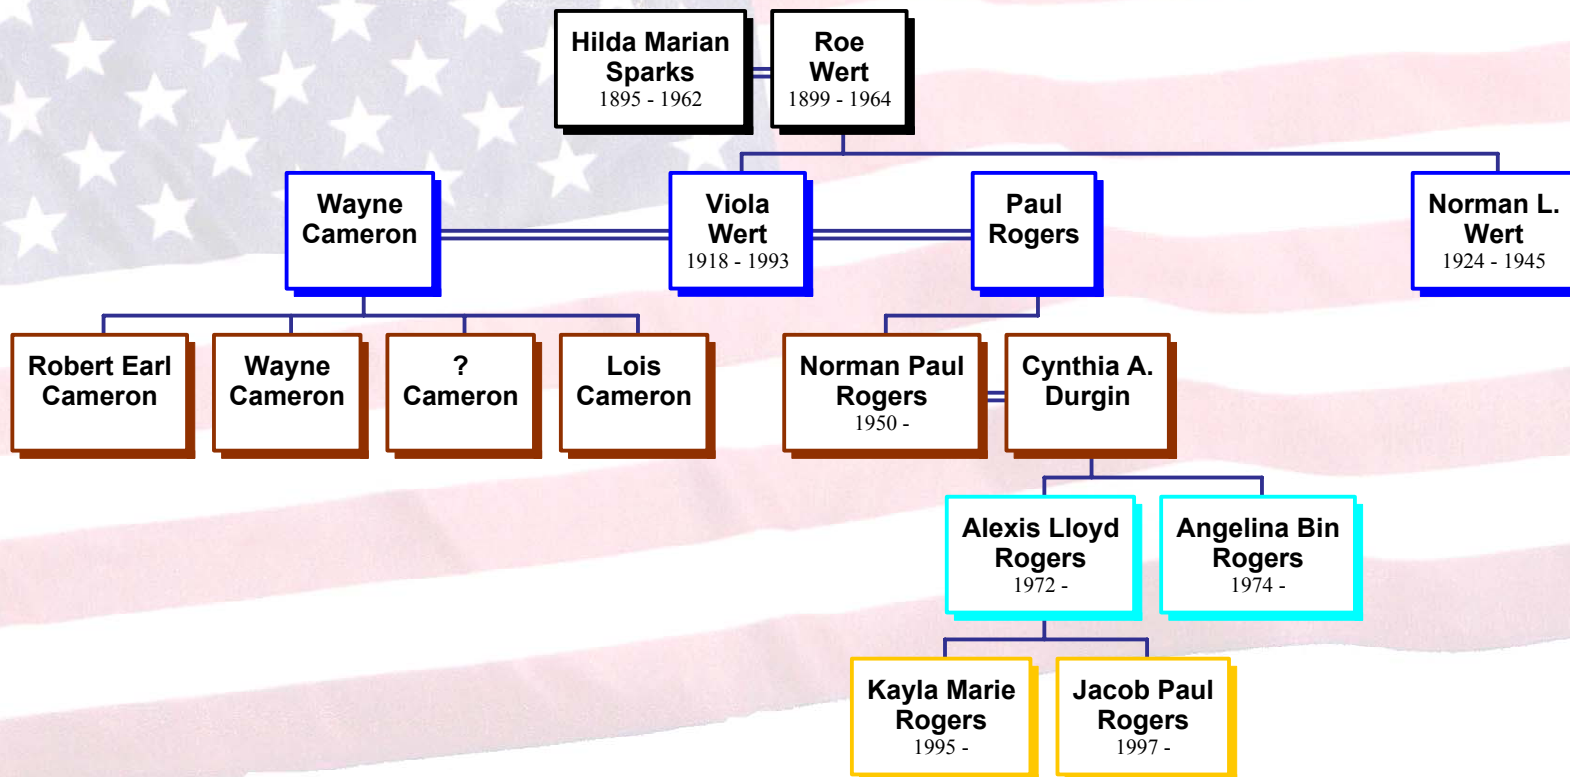 Hilda Marian
Sparks
1895 - 1962
Roe
Wert
1899 - 1964
Wayne
Cameron
Viola
Wert
1918 - 1993
Paul
Rogers
Norman L.
Wert
1924 - 1945
Robert Earl
Cameron
Wayne
Cameron
?
Cameron
Lois
Cameron
Norman Paul
Rogers
1950 -
Cynthia A.
Durgin
Alexis Lloyd
Rogers
1972 -
Angelina Bin
Rogers
1974 -
Kayla Marie
Rogers
1995 -
Jacob Paul
Rogers
1997 -